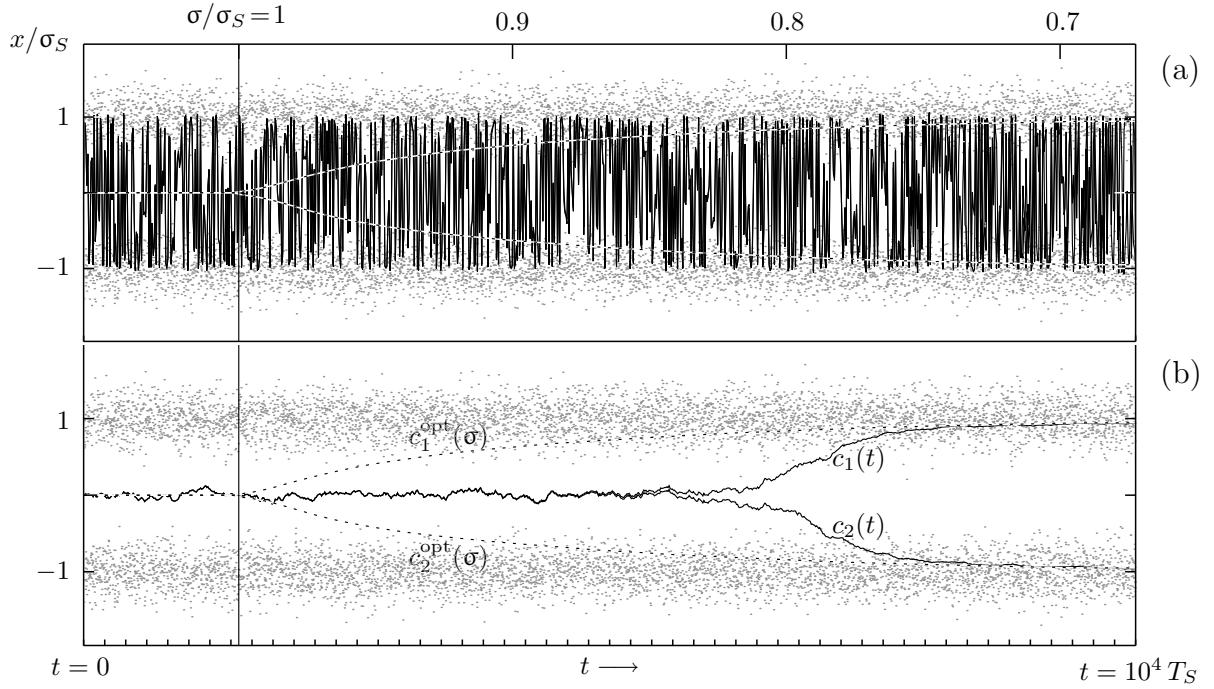 σ/σ_S = 1 0.9 0.8 0.7
x/σ_S
(a)
1
−1
(b)
1
c_1^opt(σ)
c_1(t)
c_2(t)
c_2^opt(σ)
−1
t = 0 t → t = 10^4 T_S